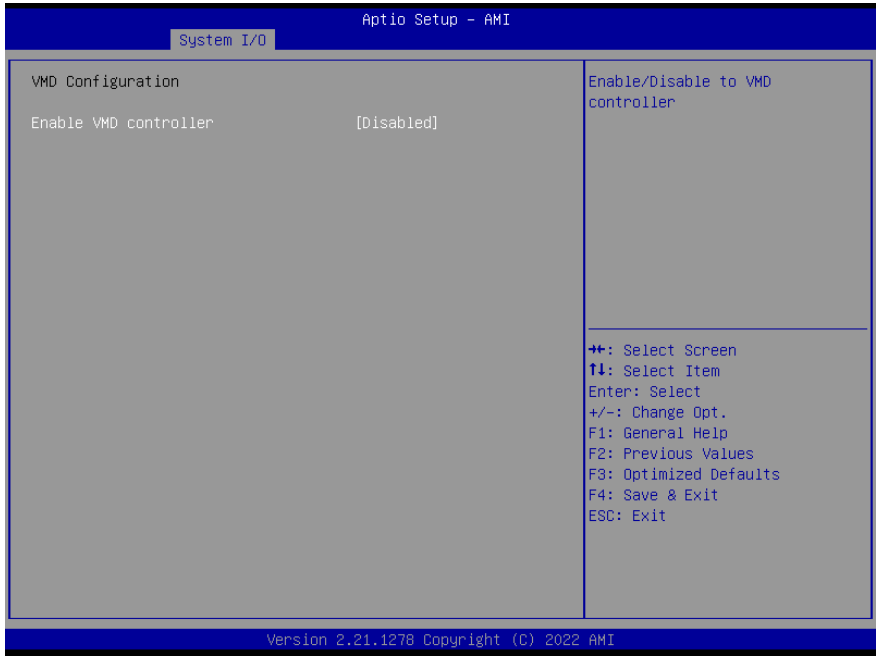 Aptio Setup – AMI
System I/O
VMD Configuration
Enable VMD controller [Disabled]
Enable/Disable to VMD
controller
→←: Select Screen
↑↓: Select Item
Enter: Select
+/-: Change Opt.
F1: General Help
F2: Previous Values
F3: Optimized Defaults
F4: Save & Exit
ESC: Exit
Version 2.21.1278 Copyright (C) 2022 AMI